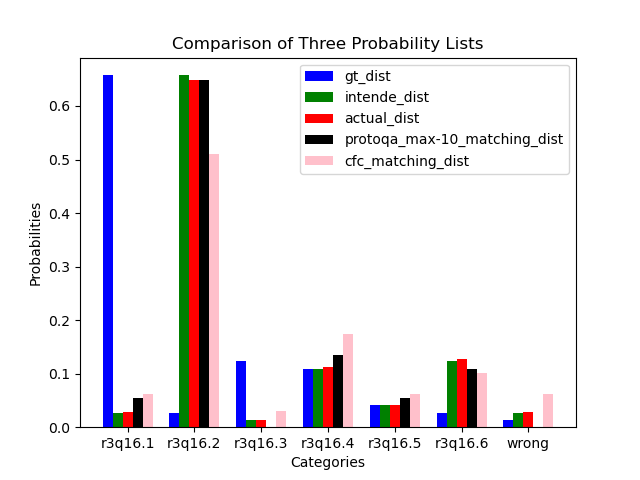 Comparison of Three Probability Lists
gt_dist
intende_dist
actual_dist
protoqa_max-10_matching_dist
cfc_matching_dist
Probabilities
0.6
0.5
0.4
0.3
0.2
0.1
0.0
r3q16.1 r3q16.2 r3q16.3 r3q16.4 r3q16.5 r3q16.6 wrong
Categories